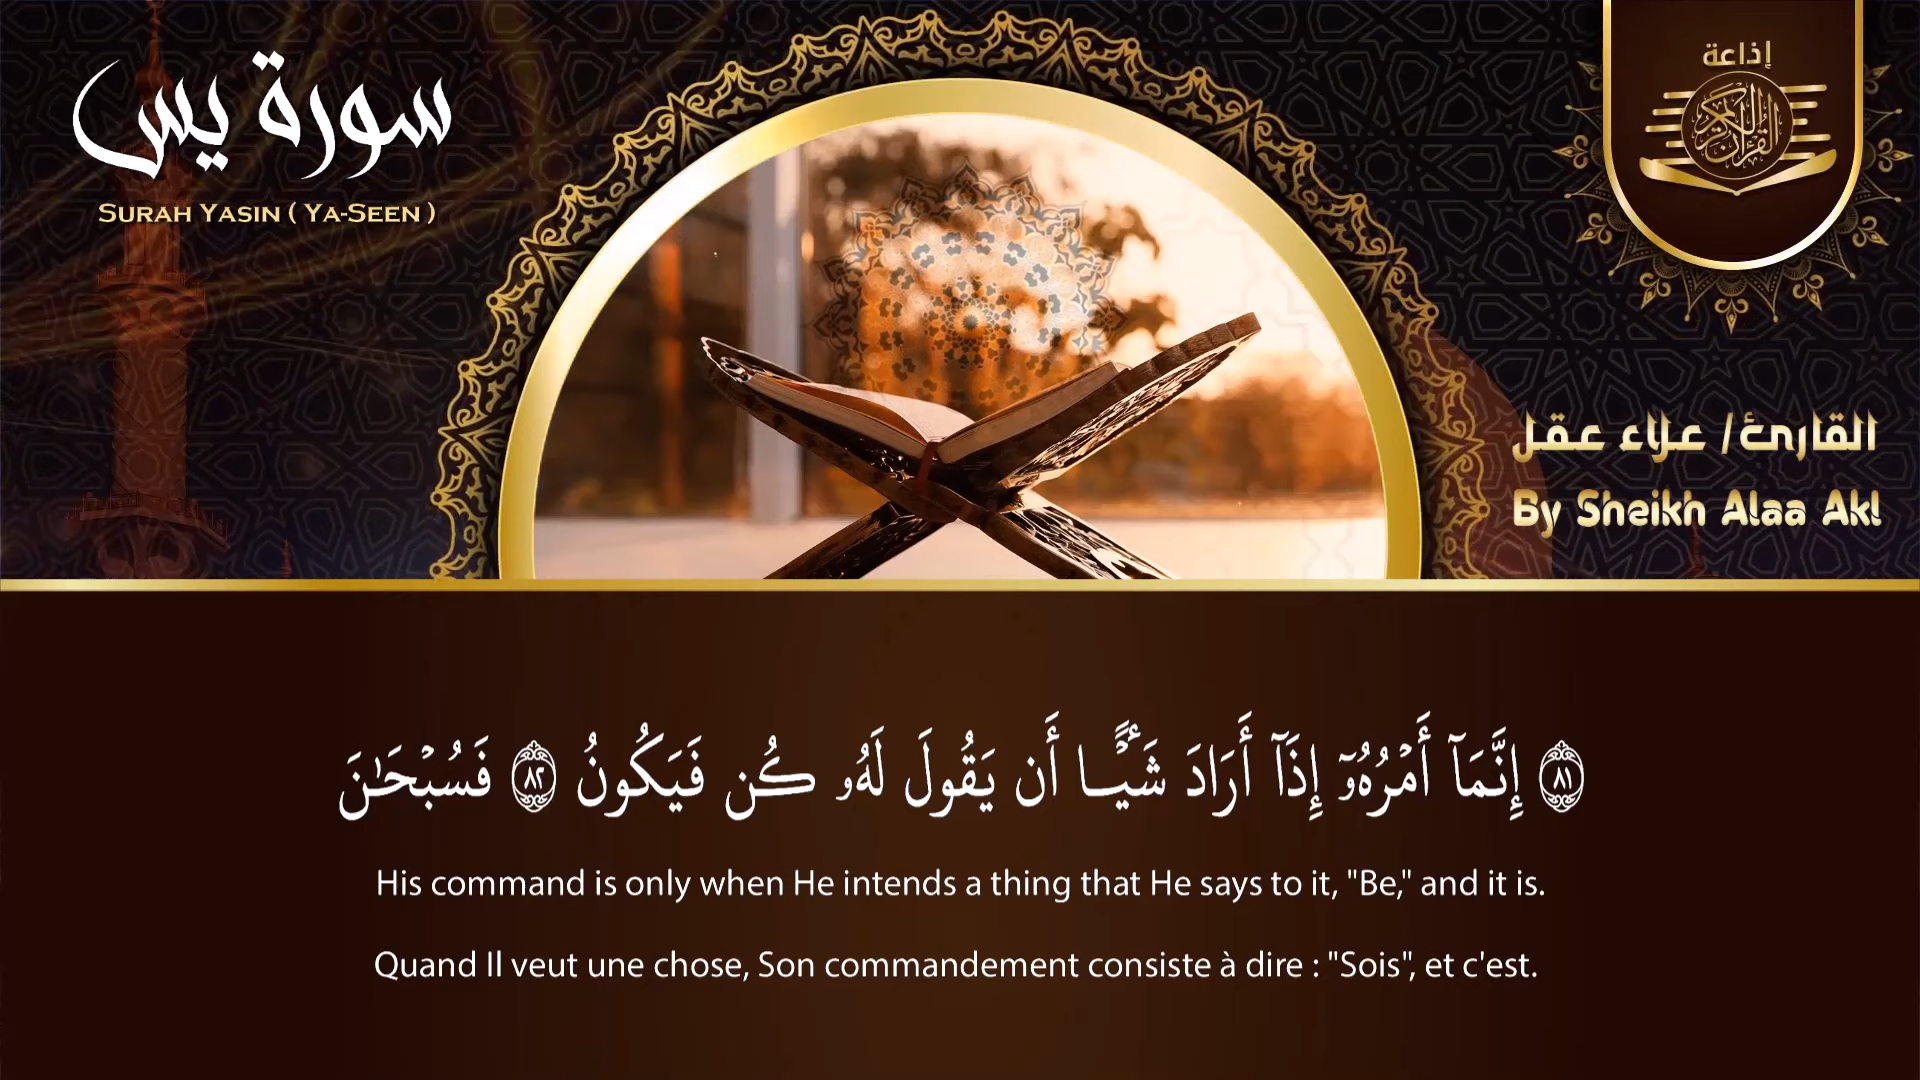 سورة يس
SURAH YASIN ( YA-SEEN )
إذاعة
القرآن الكريم
القارئ/ علاء عقل
By Sheikh Alaa Akl
۝٨١ إِنَّمَآ أَمْرُهُۥٓ إِذَآ أَرَادَ شَيْـًٔا أَن يَقُولَ لَهُۥ كُن فَيَكُونُ ۝٨٢ فَسُبْحَـٰنَ
His command is only when He intends a thing that He says to it, "Be," and it is.
Quand Il veut une chose, Son commandement consiste à dire : "Sois", et c'est.